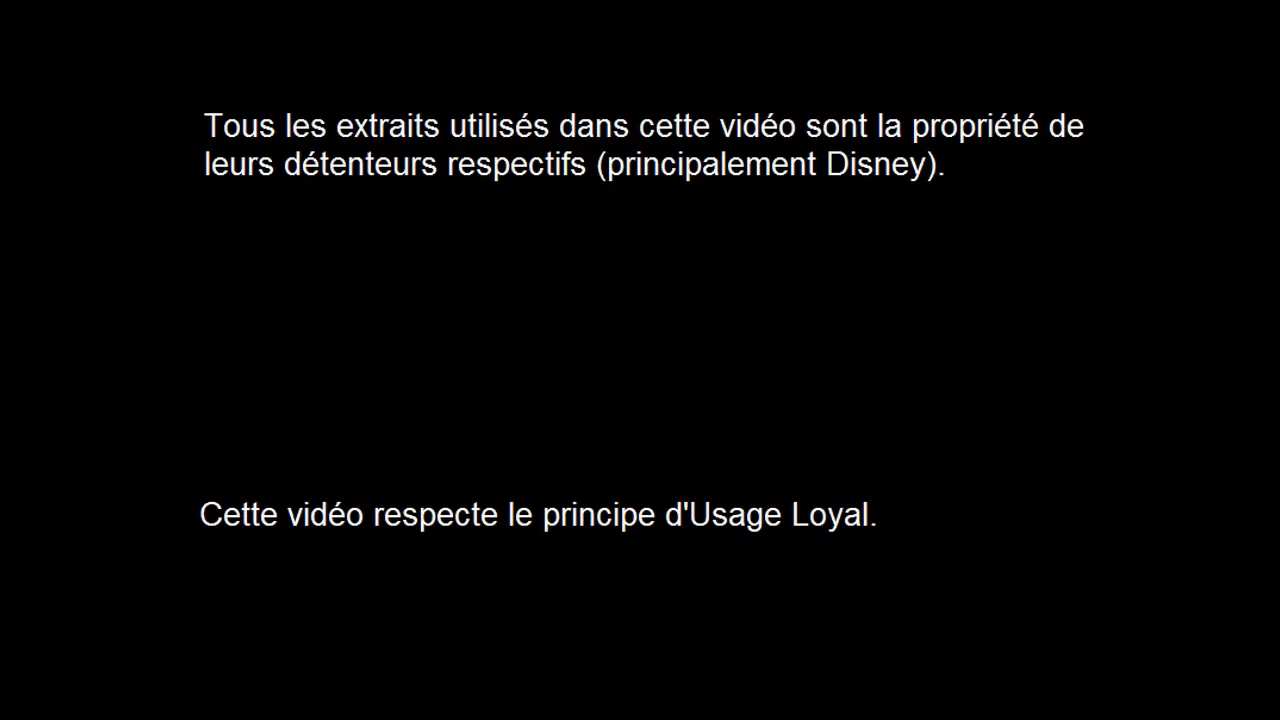 Tous les extraits utilisés dans cette vidéo sont la propriété de
leurs détenteurs respectifs (principalement Disney).
Cette vidéo respecte le principe d'Usage Loyal.